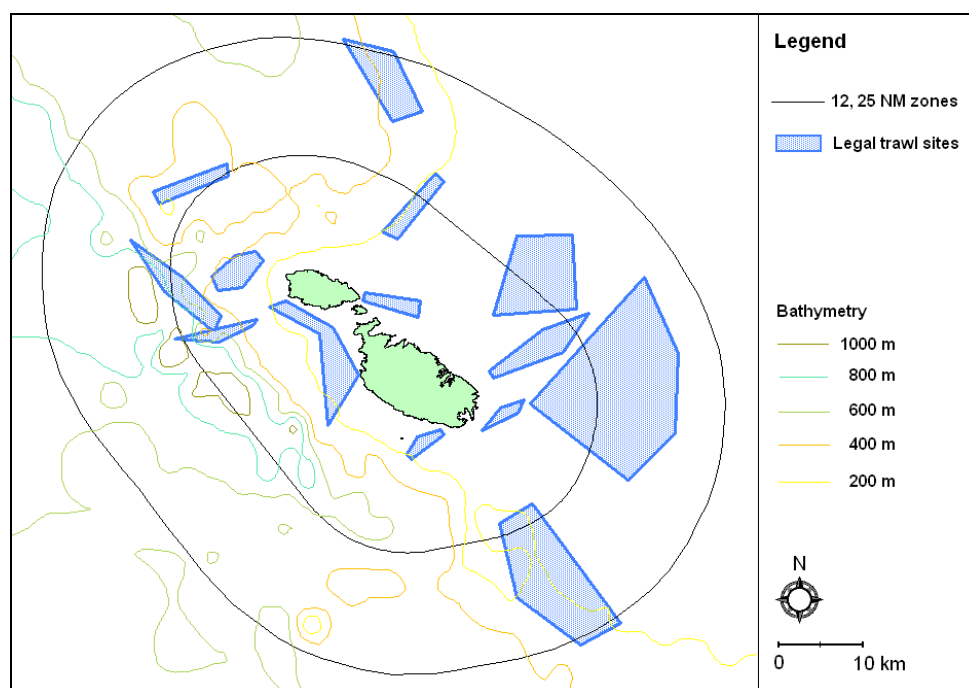 Legend
12, 25 NM zones
Legal trawl sites
Bathymetry
1000 m
800 m
600 m
400 m
200 m
N
0 10 km